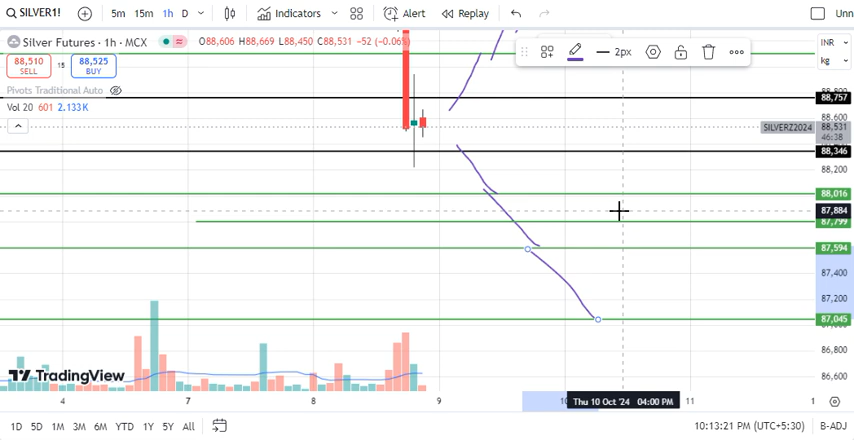 SILVER1! 5m 15m 1h D Indicators Alert Replay Unn
Silver Futures · 1h · MCX O88,606 H88,669 L88,450 C88,531 −52 (−0.06%) 2px INR
88,510 SELL 15 88,525 BUY kg
Pivots Traditional Auto
Vol 20 601 2.133 K
88,757
88,600
SILVERZ2024 88,531
46:38
88,346
88,200
88,016
87,884
87,799
87,594
87,400
87,200
87,045
86,800
86,600
TradingView
4 7 8 9 10 Thu 10 Oct '24 04:00 PM 11 1
1D 5D 1M 3M 6M YTD 1Y 5Y All 10:13:21 PM (UTC+5:30) B-ADJ